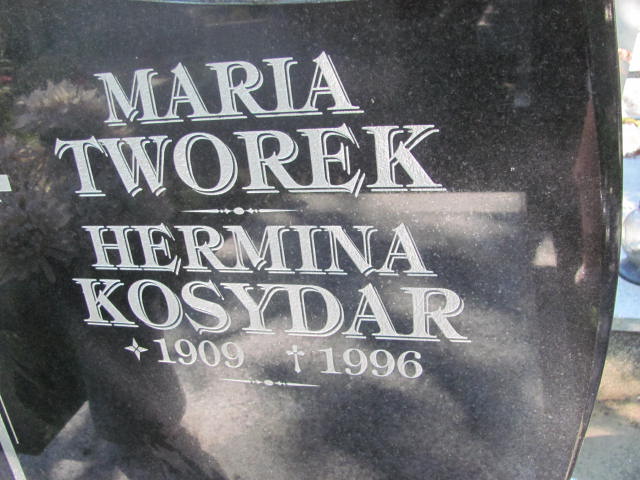 MARIA
TWOREK
HERMINA
KOSYDAR
1909 † 1996